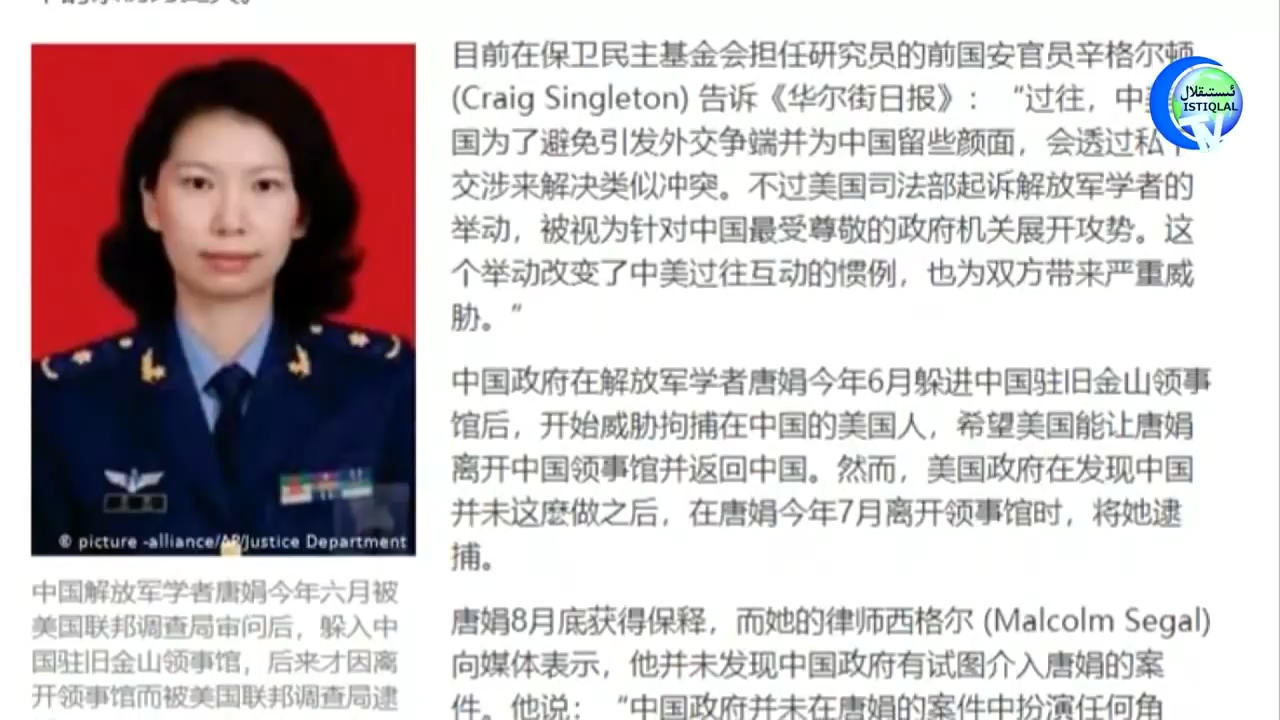 目前在保卫民主基金会担任研究员的前国安官员辛格尔顿
(Craig Singleton) 告诉《华尔街日报》：“过往，中美
国为了避免引发外交争端并为中国留些颜面，会透过私下
交涉来解决类似冲突。不过美国司法部起诉解放军学者的
举动，被视为针对中国最受尊敬的政府机关展开攻势。这
个举动改变了中美过往互动的惯例，也为双方带来严重威
胁。”
中国政府在解放军学者唐娟今年6月躲进中国驻旧金山领事
馆后，开始威胁拘捕在中国的美国人，希望美国能让唐娟
离开中国领事馆并返回中国。然而，美国政府在发现中国
并未这麽做之后，在唐娟今年7月离开领事馆时，将她逮
捕。
唐娟8月底获得保释，而她的律师西格尔 (Malcolm Segal)
向媒体表示，他并未发现中国政府有试图介入唐娟的案
件。他说：“中国政府并未在唐娟的案件中扮演任何角
© picture -alliance/AP/Justice Department
中国解放军学者唐娟今年六月被
美国联邦调查局审问后，躲入中
国驻旧金山领事馆，后来才因离
开领事馆而被美国联邦调查局逮
ئىستىقلال
ISTIQLAL
TV